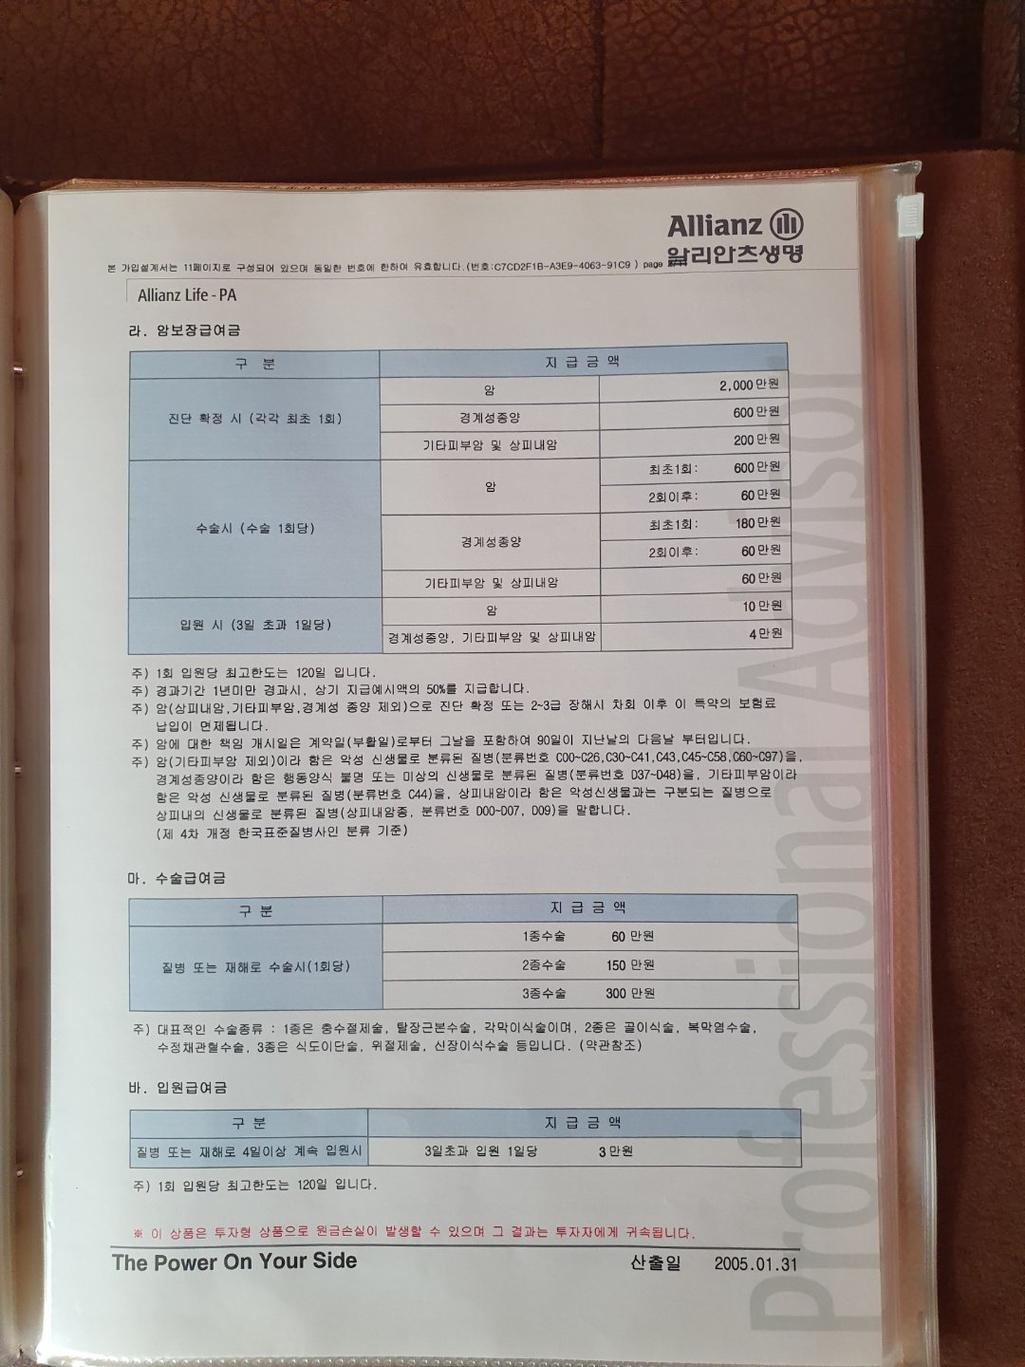 Allianz
알리안츠생명
본 가입설계서는 11페이지로 구성되어 있으며 동일한 번호에 한하여 유효합니다.(번호:C7CD2F1B-A3E9-4063-91C9 ) page
Allianz Life - PA
라. 암보장급여금
구 분 지 급 금 액
진단 확정 시 (각각 최초 1회) 암 2,000만원
경계성종양 600만원
기타피부암 및 상피내암 200만원
수술시 (수술 1회당) 암 최초1회: 600만원
2회이후: 60만원
경계성종양 최초1회: 180만원
2회이후: 60만원
기타피부암 및 상피내암 60만원
입원 시 (3일 초과 1일당) 암 10만원
경계성종양, 기타피부암 및 상피내암 4만원
주) 1회 입원당 최고한도는 120일 입니다.
주) 경과기간 1년미만 경과시, 상기 지급예시액의 50%를 지급합니다.
주) 암(상피내암,기타피부암,경계성 종양 제외)으로 진단 확정 또는 2~3급 장해시 차회 이후 이 특약의 보험료
납입이 면제됩니다.
주) 암에 대한 책임 개시일은 계약일(부활일)로부터 그날을 포함하여 90일이 지난날의 다음날 부터입니다.
주) 암(기타피부암 제외)이라 함은 악성 신생물로 분류된 질병(분류번호 C00~C26,C30~C41,C43,C45~C58,C60~C97)을,
경계성종양이라 함은 행동양식 불명 또는 미상의 신생물로 분류된 질병(분류번호 D37~D48)을, 기타피부암이라
함은 악성 신생물로 분류된 질병(분류번호 C44)을, 상피내암이라 함은 악성신생물과는 구분되는 질병으로
상피내의 신생물로 분류된 질병(상피내암종, 분류번호 D00~D07, D09)을 말합니다.
(제 4차 개정 한국표준질병사인 분류 기준)
마. 수술급여금
구 분 지 급 금 액
질병 또는 재해로 수술시(1회당) 1종수술 60 만원
2종수술 150 만원
3종수술 300 만원
주) 대표적인 수술종류 : 1종은 충수절제술, 탈장근본수술, 각막이식술이며, 2종은 골이식술, 복막염수술,
수정채관혈수술, 3종은 식도이단술, 위절제술, 신장이식수술 등입니다. (약관참조)
바. 입원급여금
구 분 지 급 금 액
질병 또는 재해로 4일이상 계속 입원시 3일초과 입원 1일당 3만원
주) 1회 입원당 최고한도는 120일 입니다.
※ 이 상품은 투자형 상품으로 원금손실이 발생할 수 있으며 그 결과는 투자자에게 귀속됩니다.
The Power On Your Side 산출일 2005.01.31
Professional Advisor